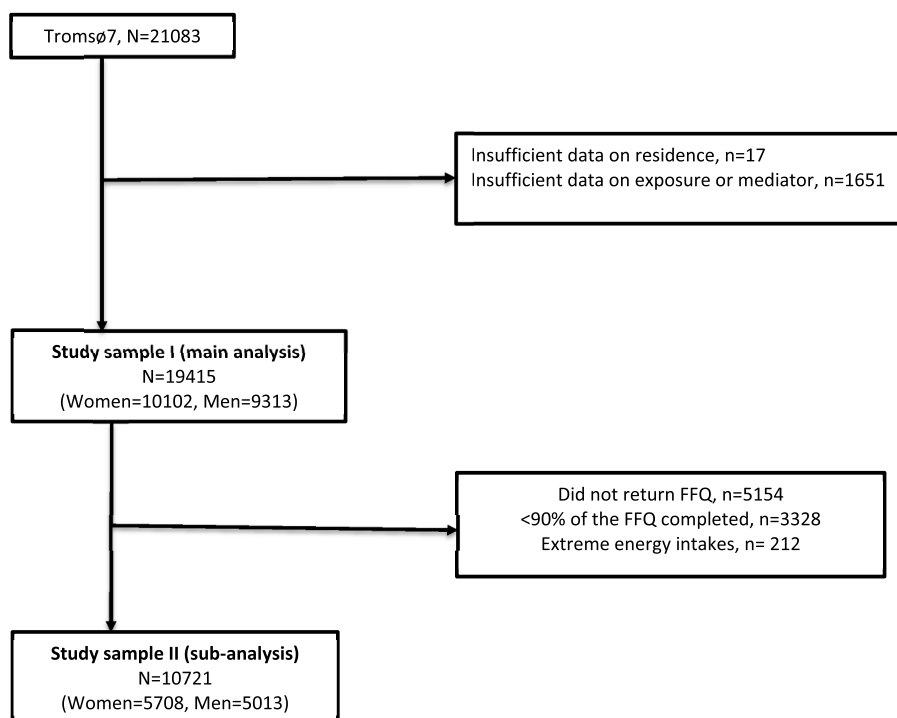 Tromsø7, N=21083
Insufficient data on residence, n=17
Insufficient data on exposure or mediator, n=1651
Study sample I (main analysis)
N=19415
(Women=10102, Men=9313)
Did not return FFQ, n=5154
<90% of the FFQ completed, n=3328
Extreme energy intakes, n= 212
Study sample II (sub-analysis)
N=10721
(Women=5708, Men=5013)